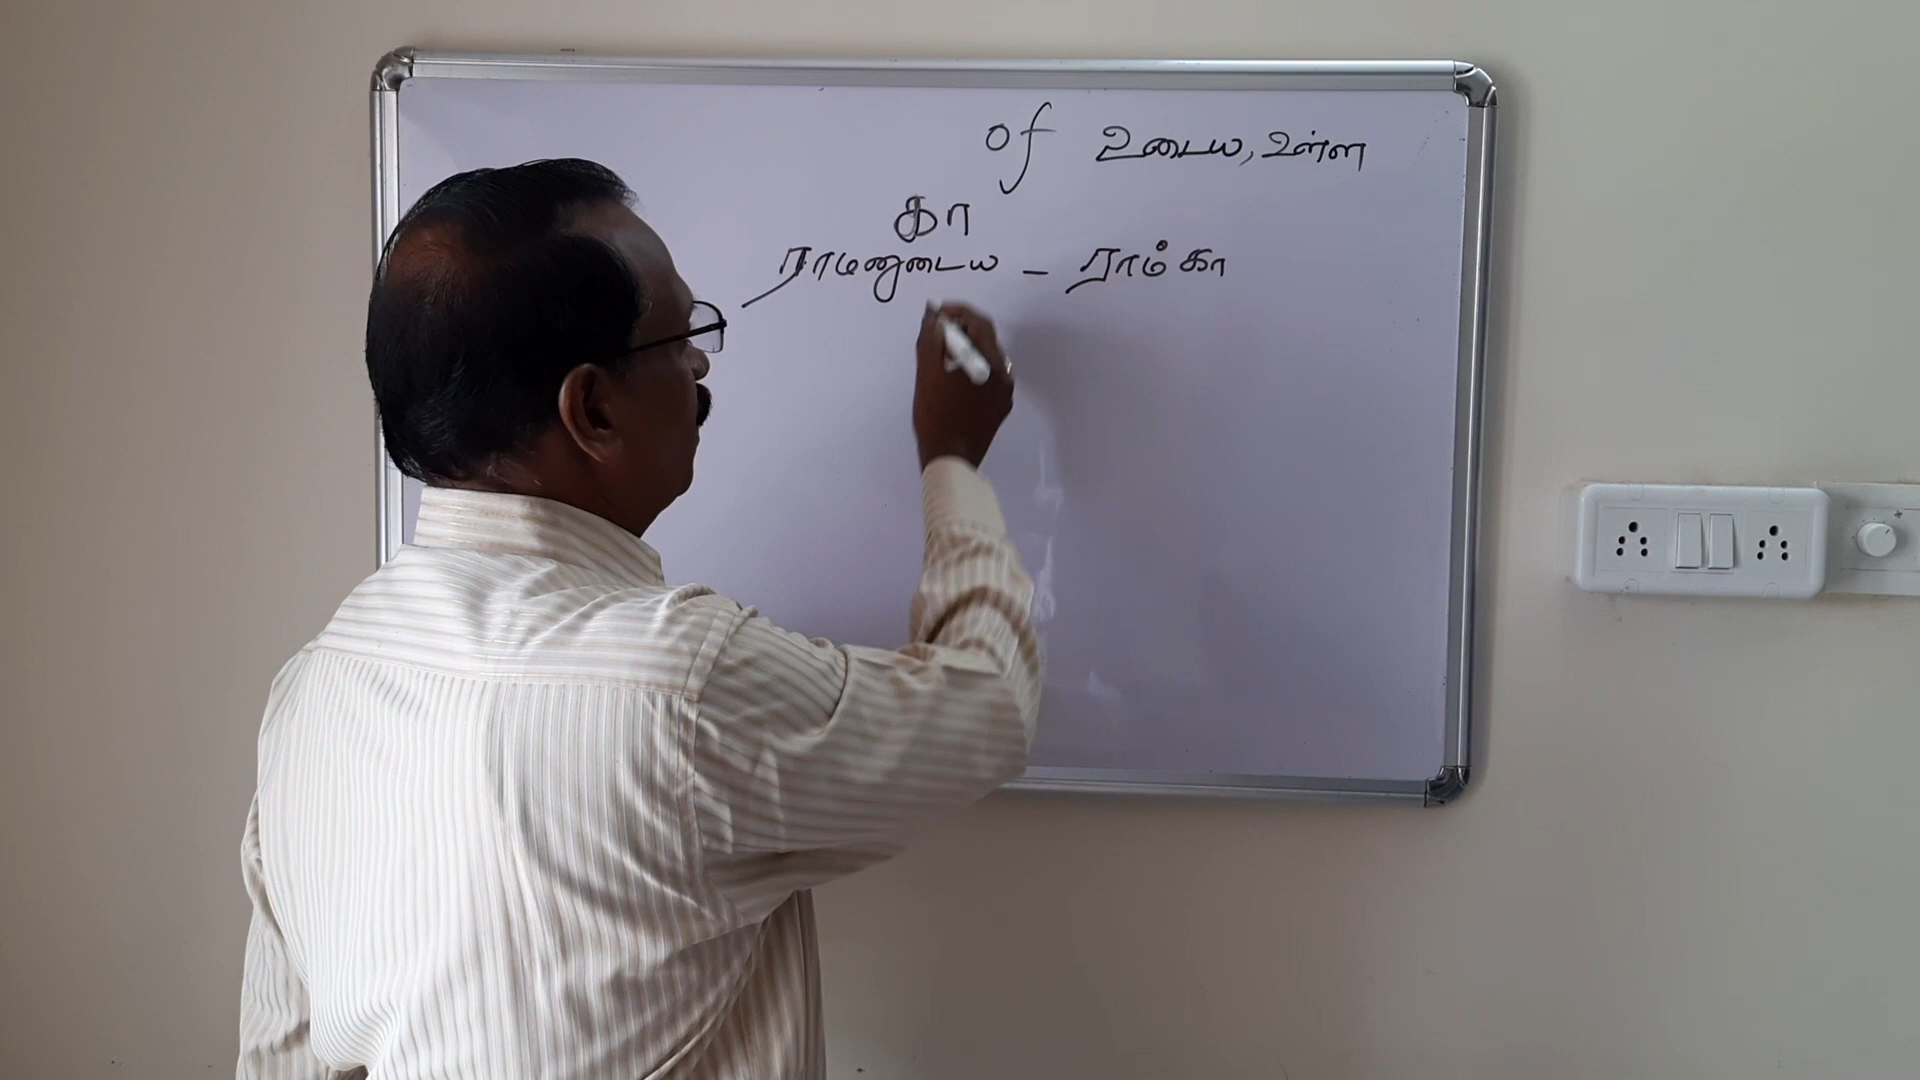 of உடைய, உள்ள
கா
ராமனுடைய - ராம் கா